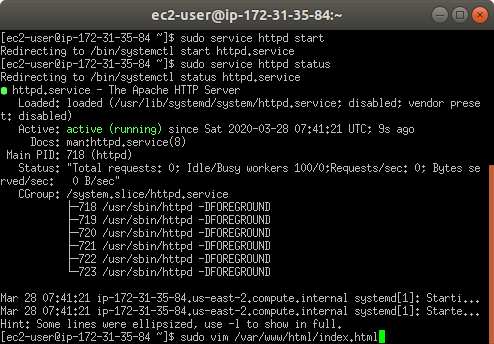 ec2-user@ip-172-31-35-84:~
[ec2-user@ip-172-31-35-84 ~]$ sudo service httpd start
Redirecting to /bin/systemctl start httpd.service
[ec2-user@ip-172-31-35-84 ~]$ sudo service httpd status
Redirecting to /bin/systemctl status httpd.service
● httpd.service - The Apache HTTP Server
   Loaded: loaded (/usr/lib/systemd/system/httpd.service; disabled; vendor prese
t: disabled)
   Active: active (running) since Sat 2020-03-28 07:41:21 UTC; 9s ago
     Docs: man:httpd.service(8)
 Main PID: 718 (httpd)
   Status: "Total requests: 0; Idle/Busy workers 100/0;Requests/sec: 0; Bytes se
rved/sec:   0 B/sec"
   CGroup: /system.slice/httpd.service
           ├─718 /usr/sbin/httpd -DFOREGROUND
           ├─719 /usr/sbin/httpd -DFOREGROUND
           ├─720 /usr/sbin/httpd -DFOREGROUND
           ├─721 /usr/sbin/httpd -DFOREGROUND
           ├─722 /usr/sbin/httpd -DFOREGROUND
           └─723 /usr/sbin/httpd -DFOREGROUND
Mar 28 07:41:21 ip-172-31-35-84.us-east-2.compute.internal systemd[1]: Starti...
Mar 28 07:41:21 ip-172-31-35-84.us-east-2.compute.internal systemd[1]: Starte...
Hint: Some lines were ellipsized, use -l to show in full.
[ec2-user@ip-172-31-35-84 ~]$ sudo vim /var/www/html/index.html